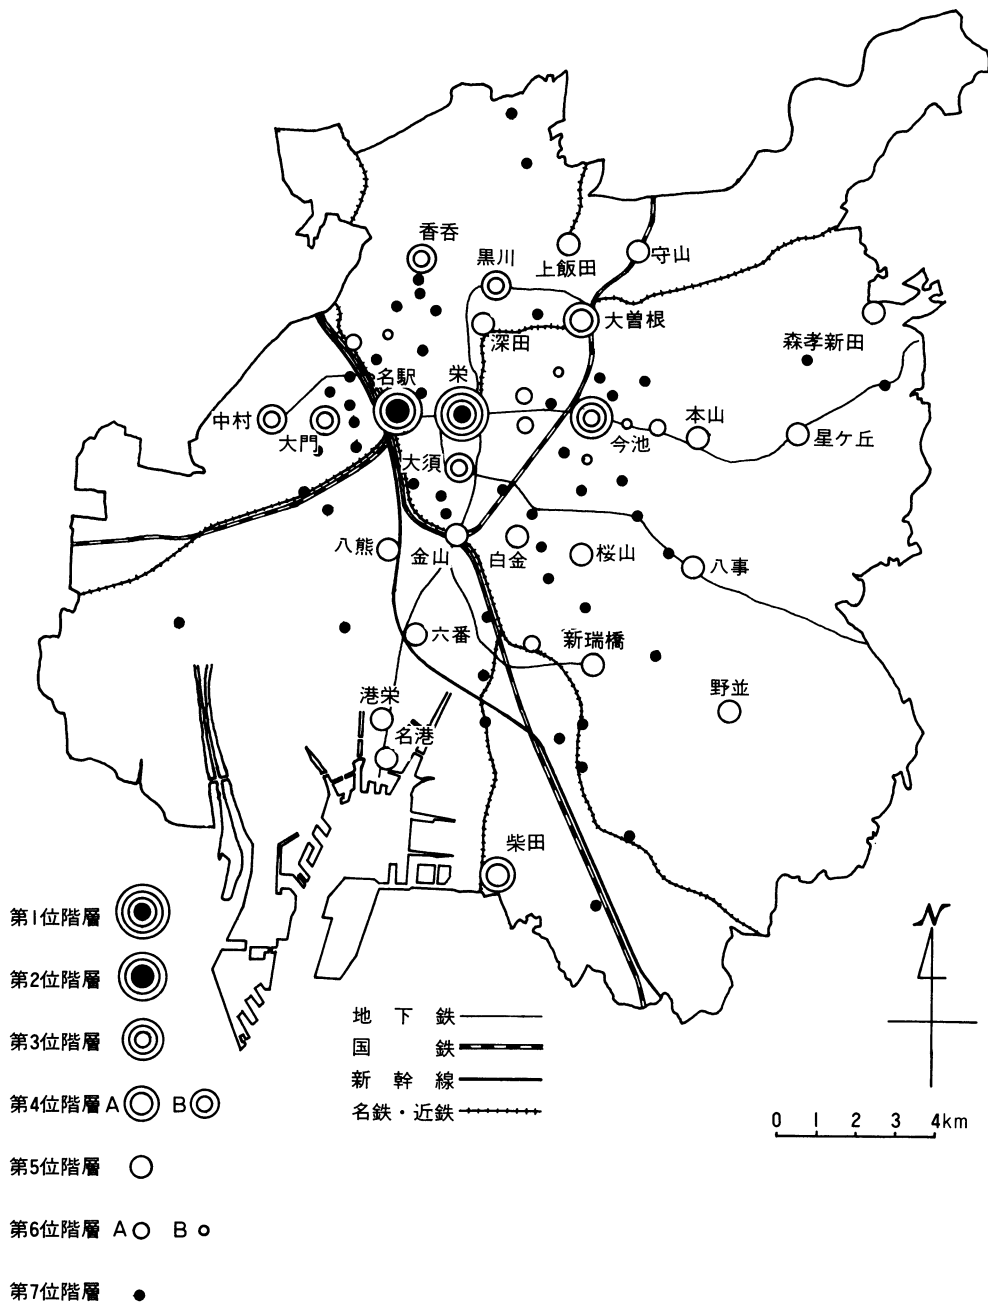 香呑
黒川
上飯田
守山
深田
大曽根
森孝新田
名駅
栄
中村
大門
今池
本山
星ケ丘
大須
八熊
金山
白金
桜山
八事
六番
新瑞橋
港栄
名港
野並
柴田
第1位階層
第2位階層
第3位階層
第4位階層 A B
第5位階層
第6位階層 A B
第7位階層
地下鉄
国鉄
新幹線
名鉄・近鉄
N
0 1 2 3 4km